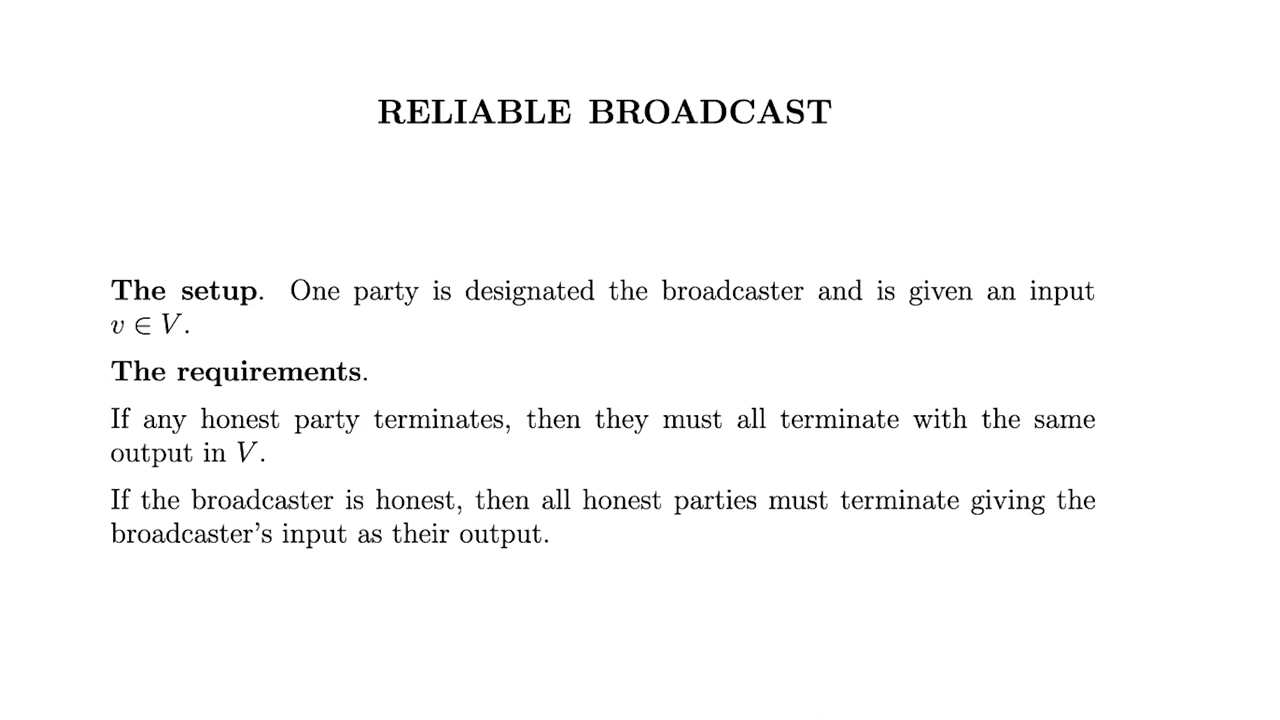 RELIABLE BROADCAST
The setup. One party is designated the broadcaster and is given an input
v ∈ V.
The requirements.
If any honest party terminates, then they must all terminate with the same
output in V.
If the broadcaster is honest, then all honest parties must terminate giving the
broadcaster's input as their output.